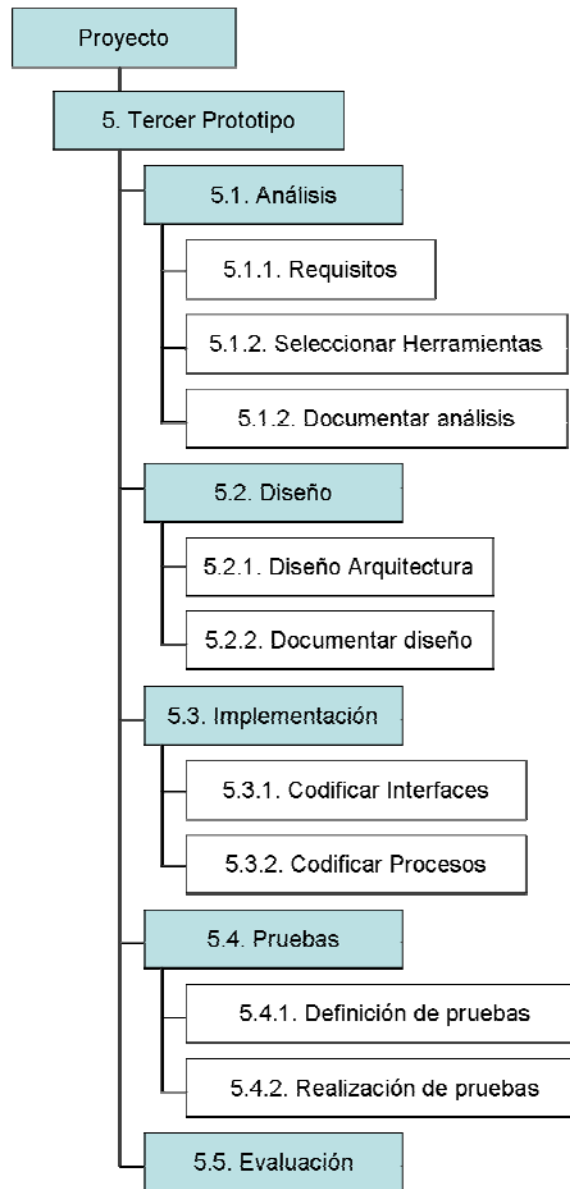 Proyecto
5. Tercer Prototipo
5.1. Análisis
5.1.1. Requisitos
5.1.2. Seleccionar Herramientas
5.1.2. Documentar análisis
5.2. Diseño
5.2.1. Diseño Arquitectura
5.2.2. Documentar diseño
5.3. Implementación
5.3.1. Codificar Interfaces
5.3.2. Codificar Procesos
5.4. Pruebas
5.4.1. Definición de pruebas
5.4.2. Realización de pruebas
5.5. Evaluación